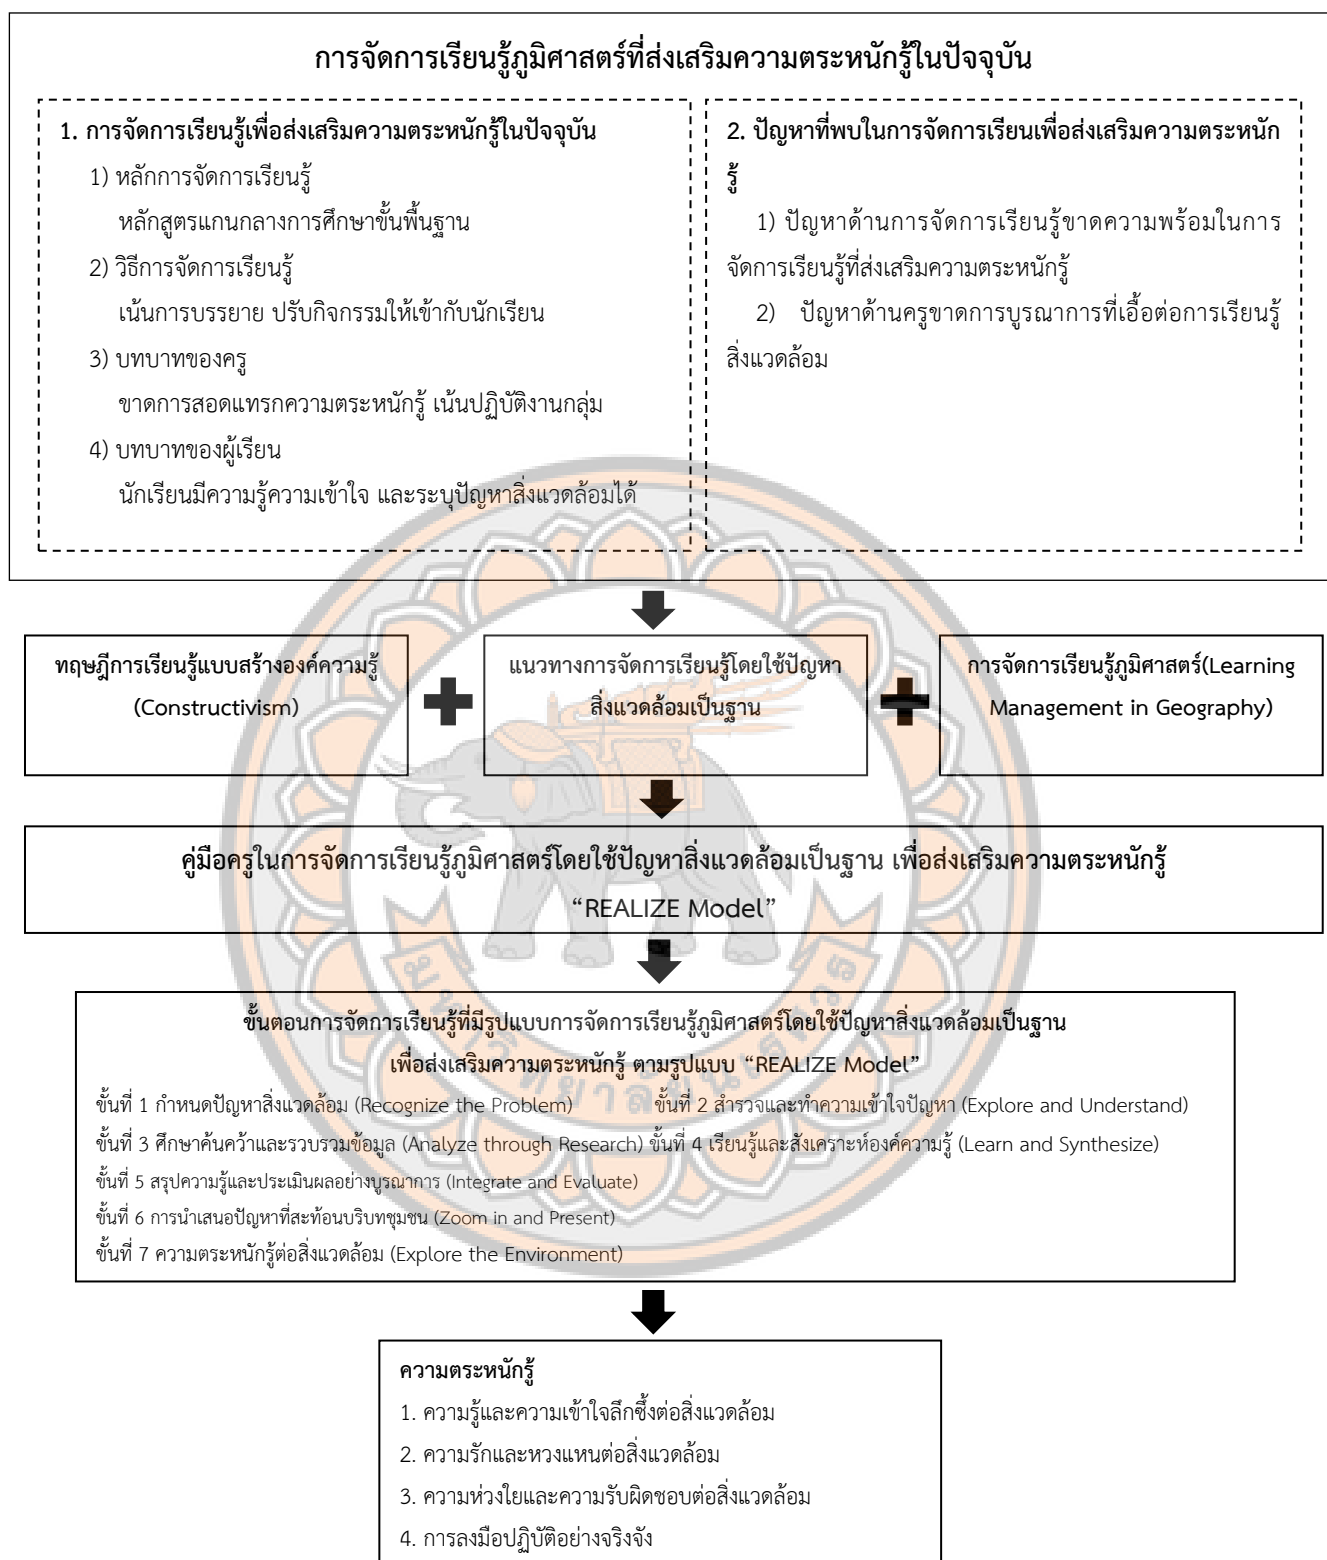 การจัดการเรียนรู้ภูมิศาสตร์ที่ส่งเสริมความตระหนักรู้ในปัจจุบัน
1. การจัดการเรียนรู้เพื่อส่งเสริมความตระหนักรู้ในปัจจุบัน
1) หลักการจัดการเรียนรู้
หลักสูตรแกนกลางการศึกษาขั้นพื้นฐาน
2) วิธีการจัดการเรียนรู้
เน้นการบรรยาย ปรับกิจกรรมให้เข้ากับนักเรียน
3) บทบาทของครู
ขาดการสอดแทรกความตระหนักรู้ เน้นปฏิบัติงานกลุ่ม
4) บทบาทของผู้เรียน
นักเรียนมีความรู้ความเข้าใจ และระบุปัญหาสิ่งแวดล้อมได้
2. ปัญหาที่พบในการจัดการเรียนเพื่อส่งเสริมความตระหนัก
รู้
1) ปัญหาด้านการจัดการเรียนรู้ขาดความพร้อมในการ
จัดการเรียนรู้ที่ส่งเสริมความตระหนักรู้
2) ปัญหาด้านครูขาดการบูรณาการที่เอื้อต่อการเรียนรู้
สิ่งแวดล้อม
ทฤษฎีการเรียนรู้แบบสร้างองค์ความรู้
(Constructivism)
แนวทางการจัดการเรียนรู้โดยใช้ปัญหา
สิ่งแวดล้อมเป็นฐาน
การจัดการเรียนรู้ภูมิศาสตร์(Learning
Management in Geography)
คู่มือครูในการจัดการเรียนรู้ภูมิศาสตร์โดยใช้ปัญหาสิ่งแวดล้อมเป็นฐาน เพื่อส่งเสริมความตระหนักรู้
“REALIZE Model”
ขั้นตอนการจัดการเรียนรู้ที่มีรูปแบบการจัดการเรียนรู้ภูมิศาสตร์โดยใช้ปัญหาสิ่งแวดล้อมเป็นฐาน
เพื่อส่งเสริมความตระหนักรู้ ตามรูปแบบ “REALIZE Model”
ขั้นที่ 1 กำหนดปัญหาสิ่งแวดล้อม (Recognize the Problem) ขั้นที่ 2 สำรวจและทำความเข้าใจปัญหา (Explore and Understand)
ขั้นที่ 3 ศึกษาค้นคว้าและรวบรวมข้อมูล (Analyze through Research) ขั้นที่ 4 เรียนรู้และสังเคราะห์องค์ความรู้ (Learn and Synthesize)
ขั้นที่ 5 สรุปความรู้และประเมินผลอย่างบูรณาการ (Integrate and Evaluate)
ขั้นที่ 6 การนำเสนอปัญหาที่สะท้อนบริบทชุมชน (Zoom in and Present)
ขั้นที่ 7 ความตระหนักรู้ต่อสิ่งแวดล้อม (Explore the Environment)
มหาวิทยาลัยนเรศวร
ความตระหนักรู้
1. ความรู้และความเข้าใจลึกซึ้งต่อสิ่งแวดล้อม
2. ความรักและหวงแหนต่อสิ่งแวดล้อม
3. ความห่วงใยและความรับผิดชอบต่อสิ่งแวดล้อม
4. การลงมือปฏิบัติอย่างจริงจัง